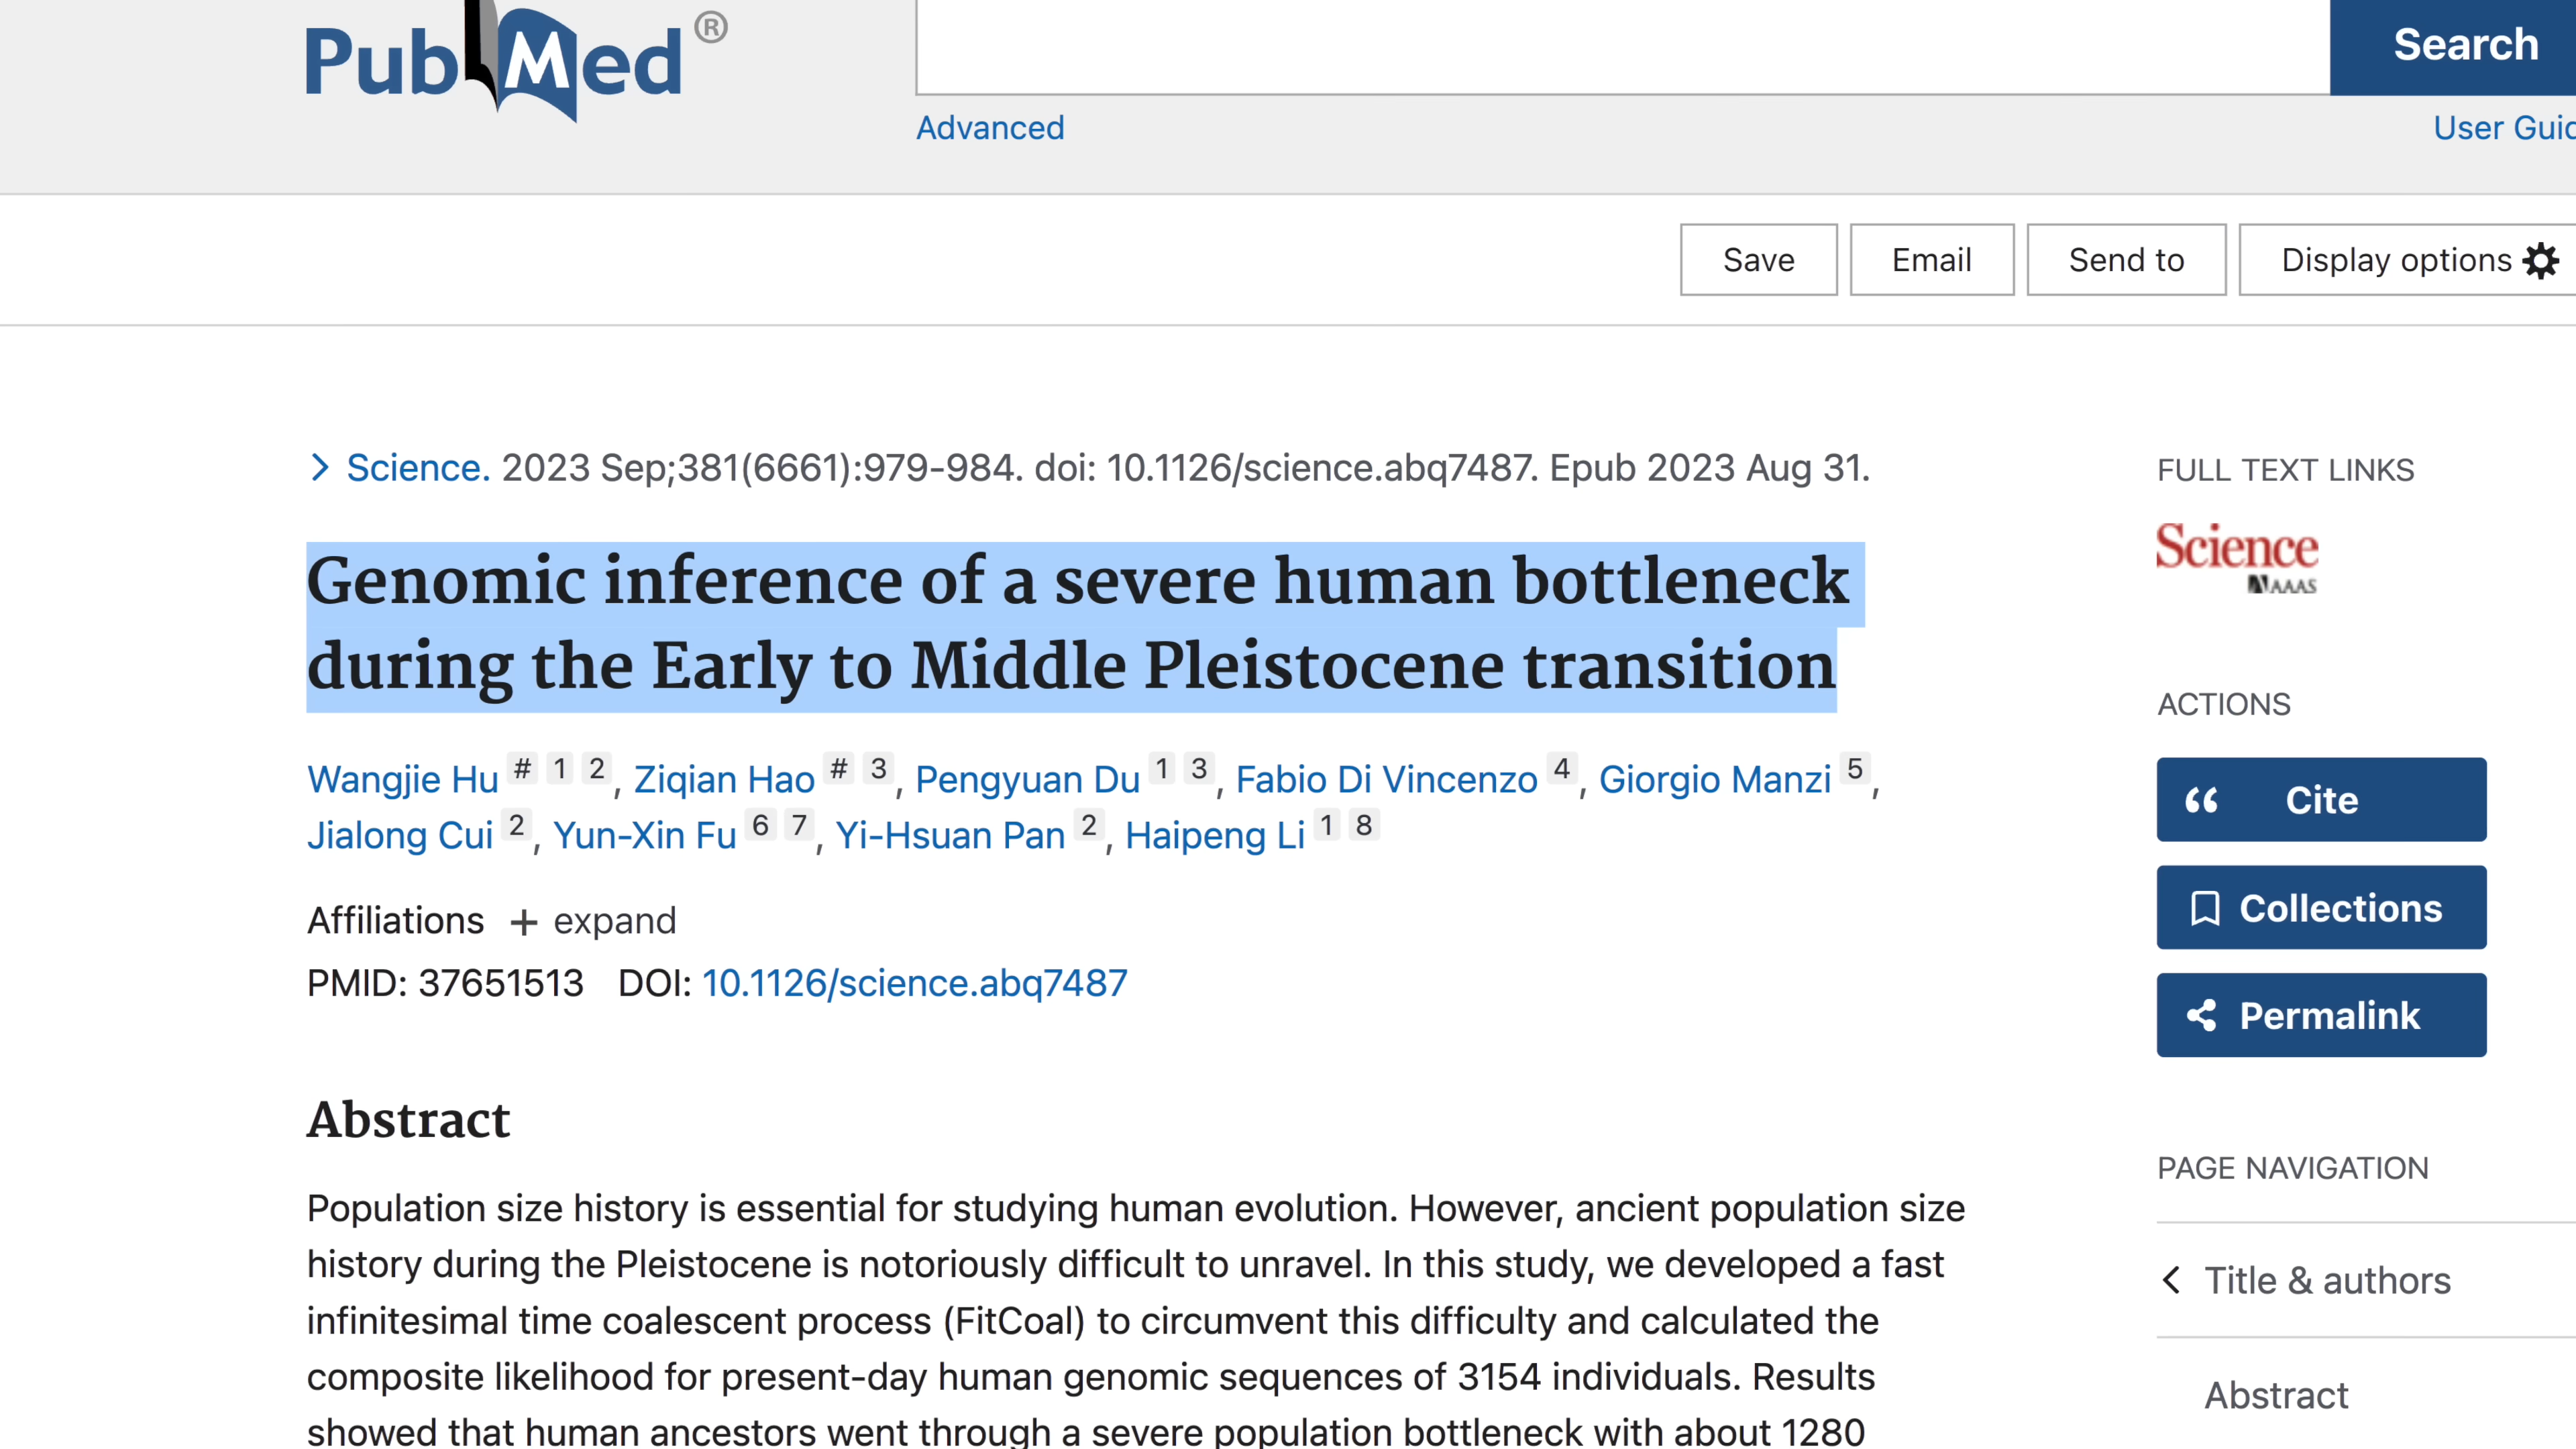 PubMed®
Search
Advanced
User Guid
Save
Email
Send to
Display options
Science. 2023 Sep;381(6661):979-984. doi: 10.1126/science.abq7487. Epub 2023 Aug 31.
Genomic inference of a severe human bottleneck
during the Early to Middle Pleistocene transition
Wangjie Hu # 1 2, Ziqian Hao # 3, Pengyuan Du 1 3, Fabio Di Vincenzo 4, Giorgio Manzi 5,
Jialong Cui 2, Yun-Xin Fu 6 7, Yi-Hsuan Pan 2, Haipeng Li 1 8
Affiliations + expand
PMID: 37651513 DOI: 10.1126/science.abq7487
Abstract
Population size history is essential for studying human evolution. However, ancient population size
history during the Pleistocene is notoriously difficult to unravel. In this study, we developed a fast
infinitesimal time coalescent process (FitCoal) to circumvent this difficulty and calculated the
composite likelihood for present-day human genomic sequences of 3154 individuals. Results
showed that human ancestors went through a severe population bottleneck with about 1280
FULL TEXT LINKS
Science
AAAS
ACTIONS
Cite
Collections
Permalink
PAGE NAVIGATION
Title & authors
Abstract